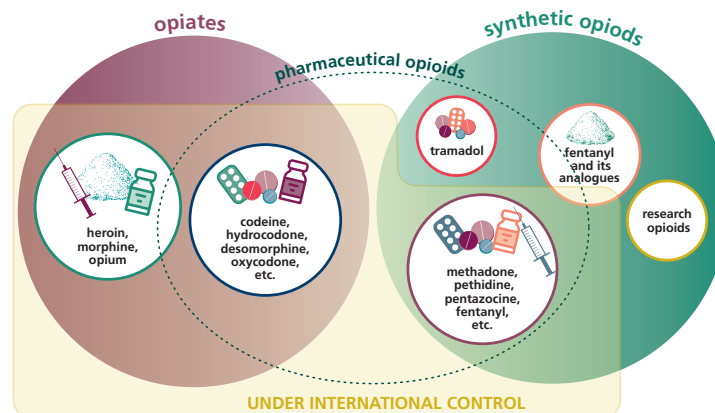 opiates
synthetic opiods
pharmaceutical opioids
tramadol
fentanyl
and its
analogues
research
opioids
heroin,
morphine,
opium
codeine,
hydrocodone,
desomorphine,
oxycodone,
etc.
methadone,
pethidine,
pentazocine,
fentanyl,
etc.
UNDER INTERNATIONAL CONTROL